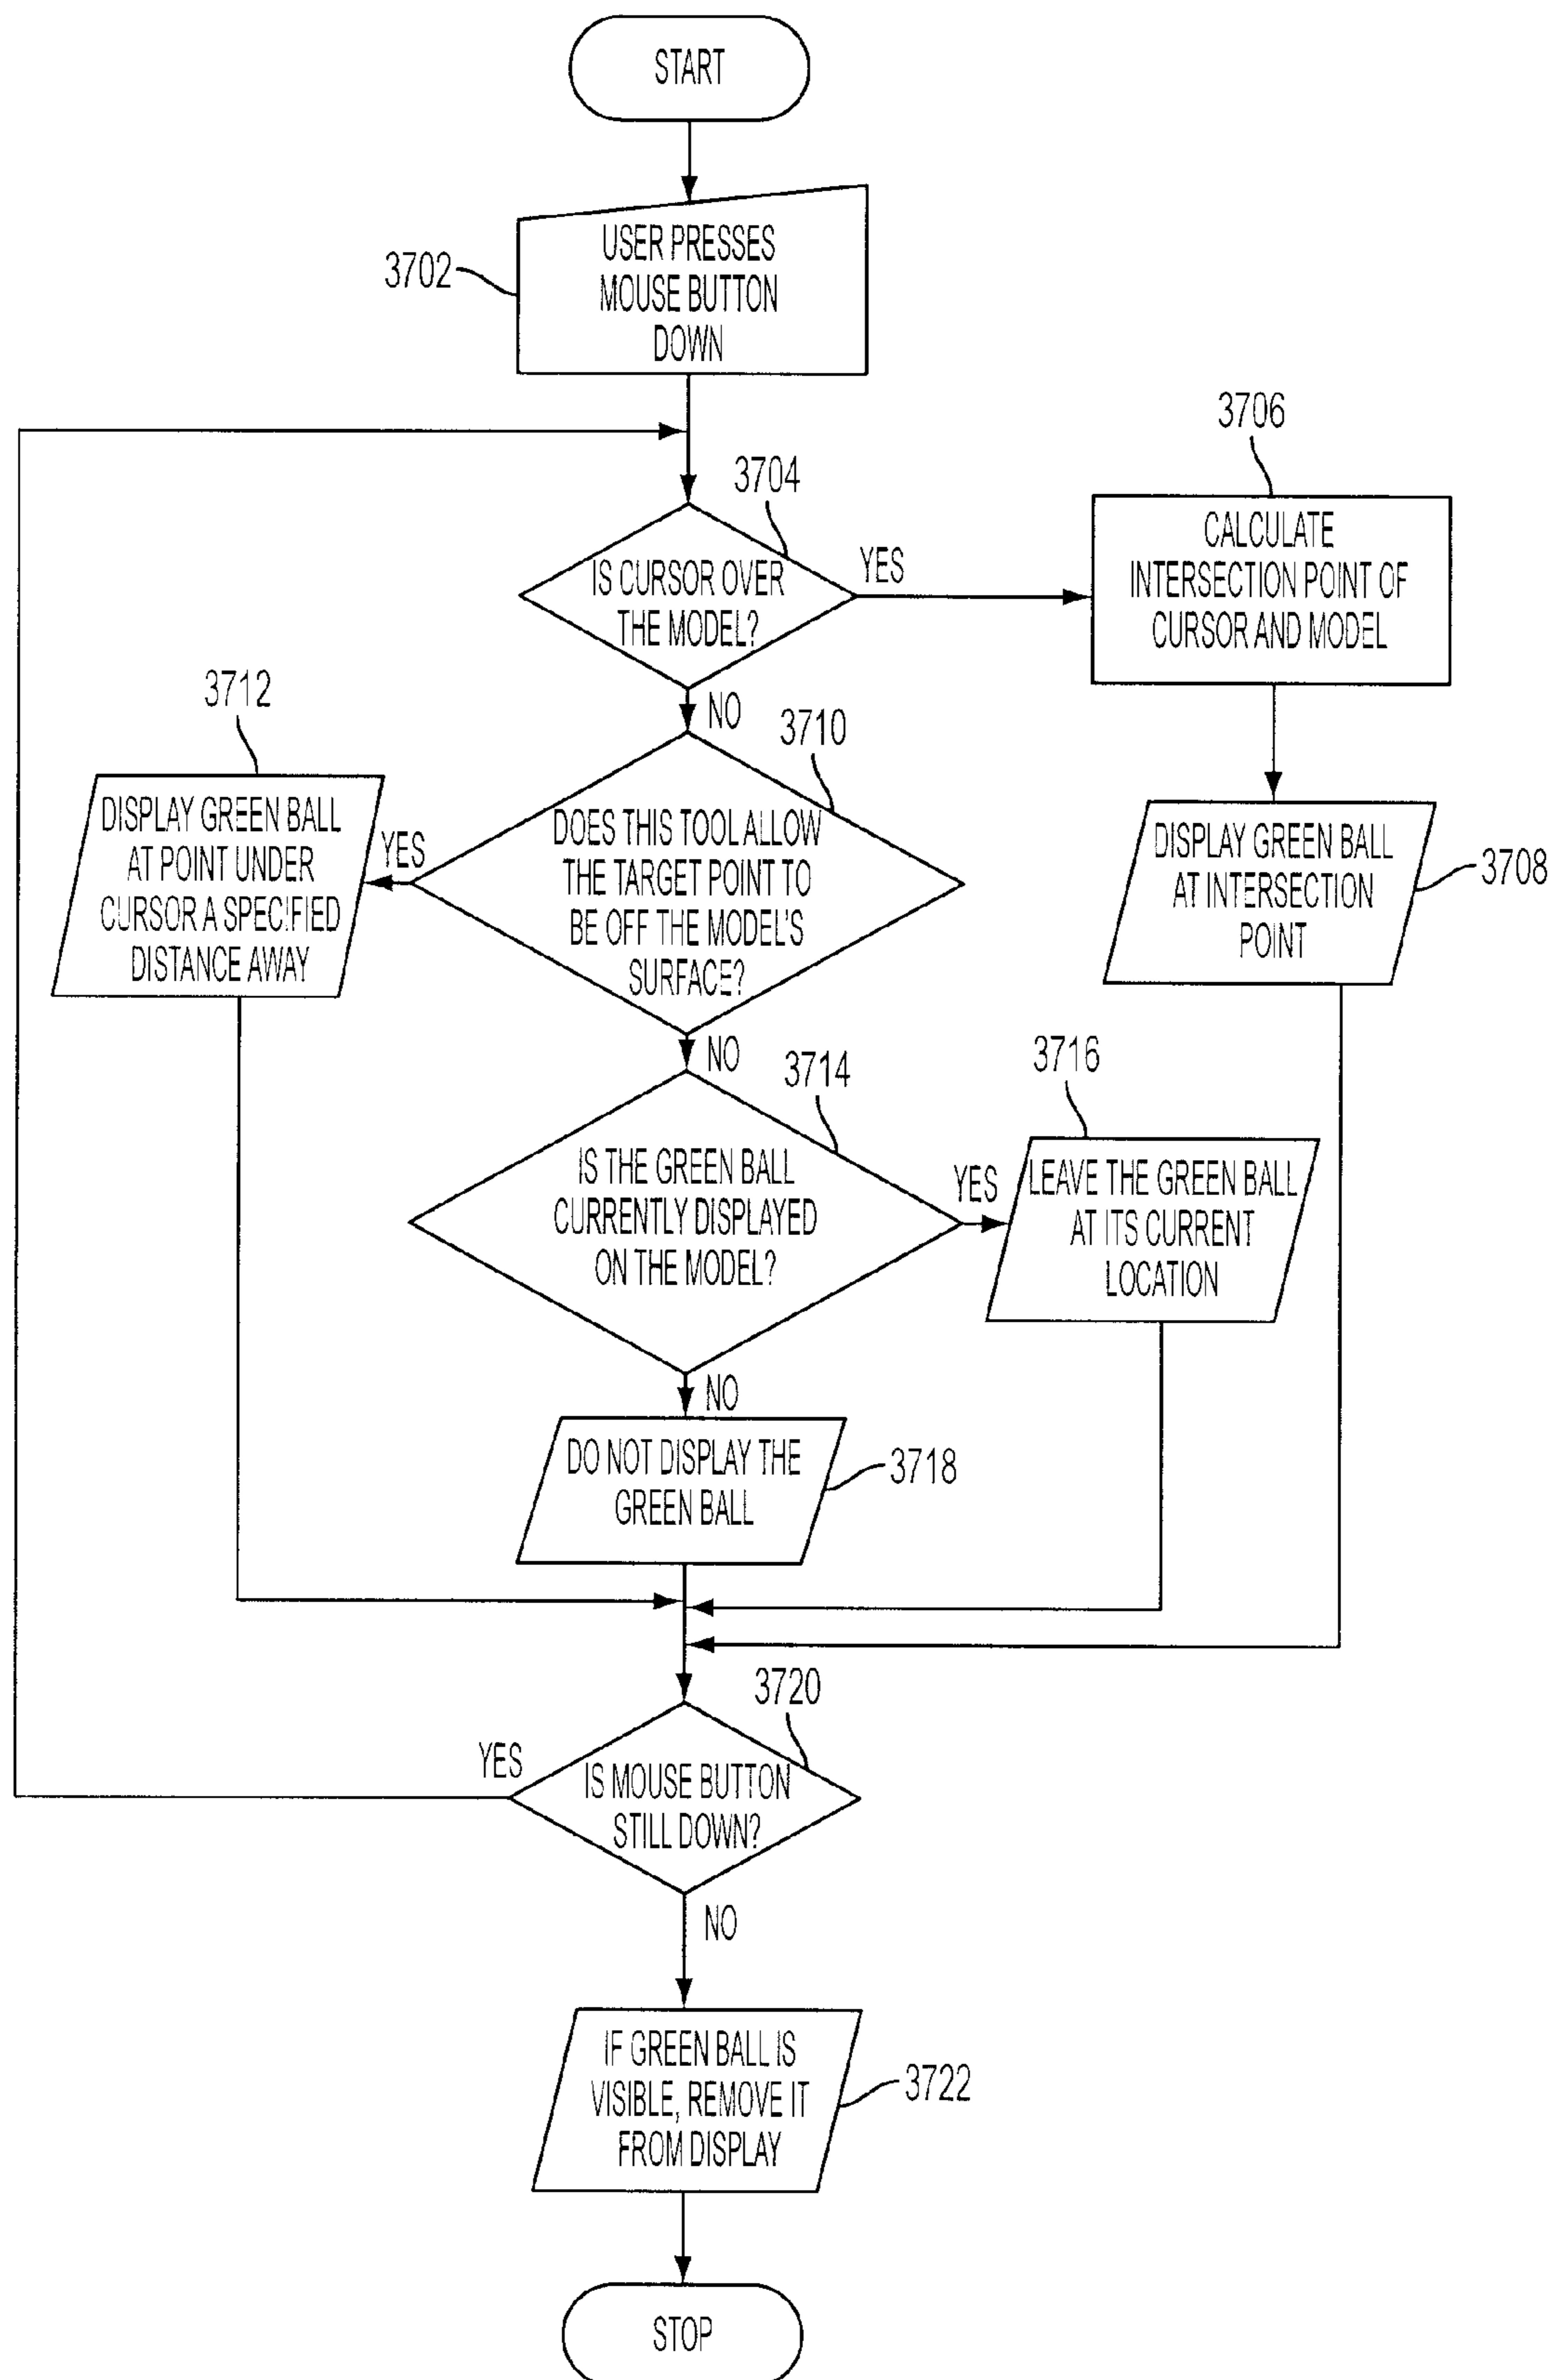 START
3702
USER PRESSES
MOUSE BUTTON
DOWN
3704
IS CURSOR OVER
THE MODEL?
YES
3706
CALCULATE
INTERSECTION POINT OF
CURSOR AND MODEL
NO
3712
DISPLAY GREEN BALL
AT POINT UNDER
CURSOR A SPECIFIED
DISTANCE AWAY
YES
3710
DOES THIS TOOL ALLOW
THE TARGET POINT TO
BE OFF THE MODEL'S
SURFACE?
DISPLAY GREEN BALL
AT INTERSECTION
POINT
3708
NO
3714
IS THE GREEN BALL
CURRENTLY DISPLAYED
ON THE MODEL?
YES
3716
LEAVE THE GREEN BALL
AT ITS CURRENT
LOCATION
NO
DO NOT DISPLAY THE
GREEN BALL
3718
3720
YES
IS MOUSE BUTTON
STILL DOWN?
NO
IF GREEN BALL IS
VISIBLE, REMOVE IT
FROM DISPLAY
3722
STOP